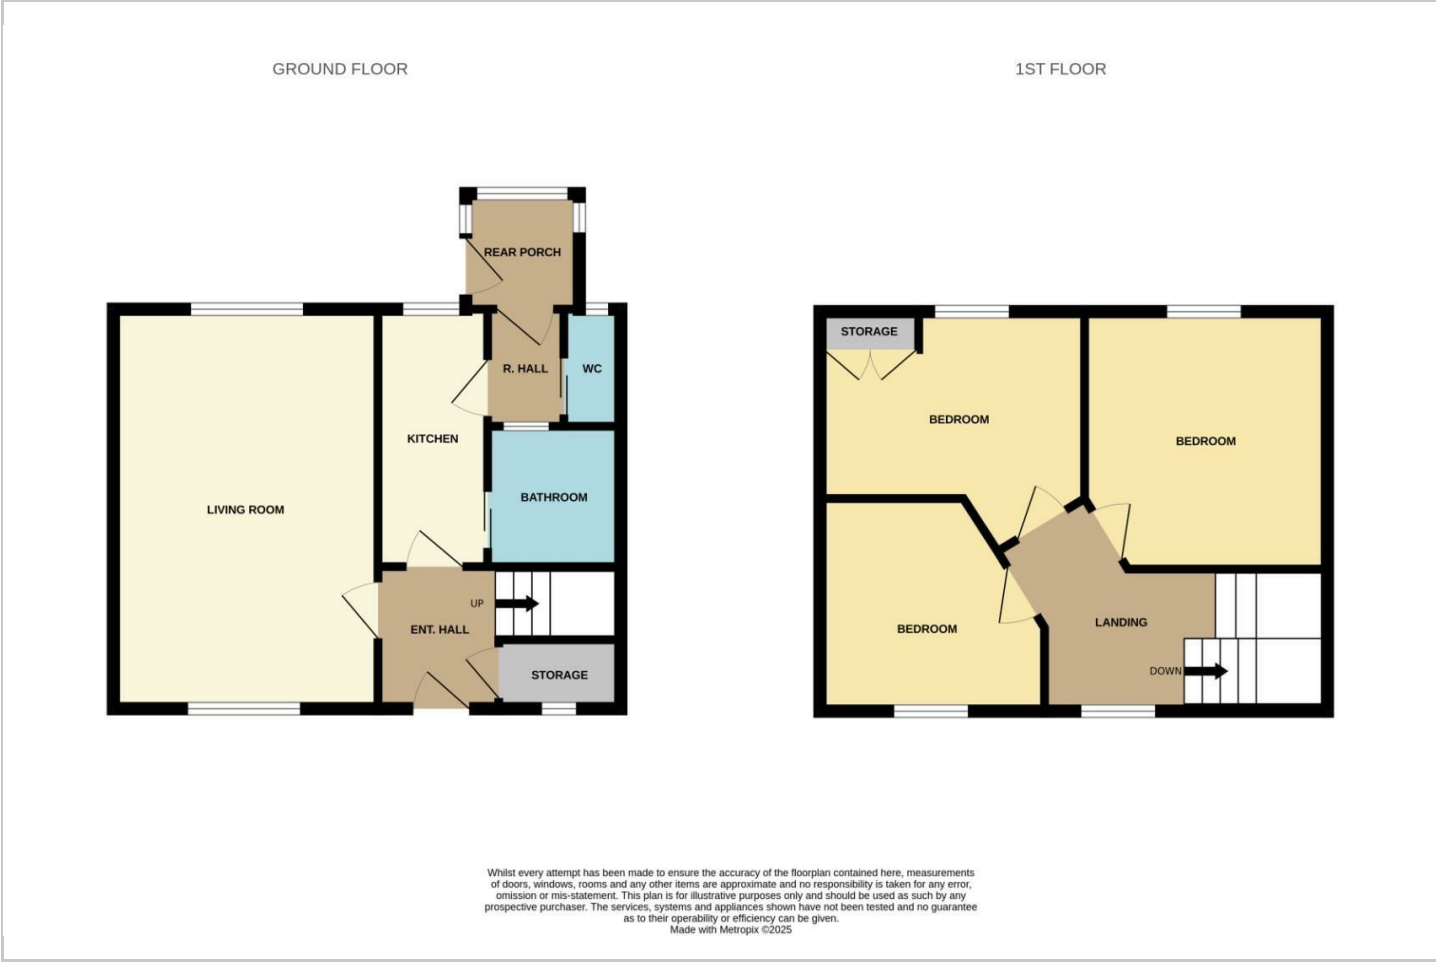 GROUND FLOOR
1ST FLOOR
REAR PORCH
R. HALL
WC
KITCHEN
BATHROOM
LIVING ROOM
UP
ENT. HALL
STORAGE
STORAGE
BEDROOM
BEDROOM
BEDROOM
LANDING
DOWN
Whilst every attempt has been made to ensure the accuracy of the floorplan contained here, measurements
of doors, windows, rooms and any other items are approximate and no responsibility is taken for any error,
omission or mis-statement. This plan is for illustrative purposes only and should be used as such by any
prospective purchaser. The services, systems and appliances shown have not been tested and no guarantee
as to their operability or efficiency can be given.
Made with Metropix ©2025